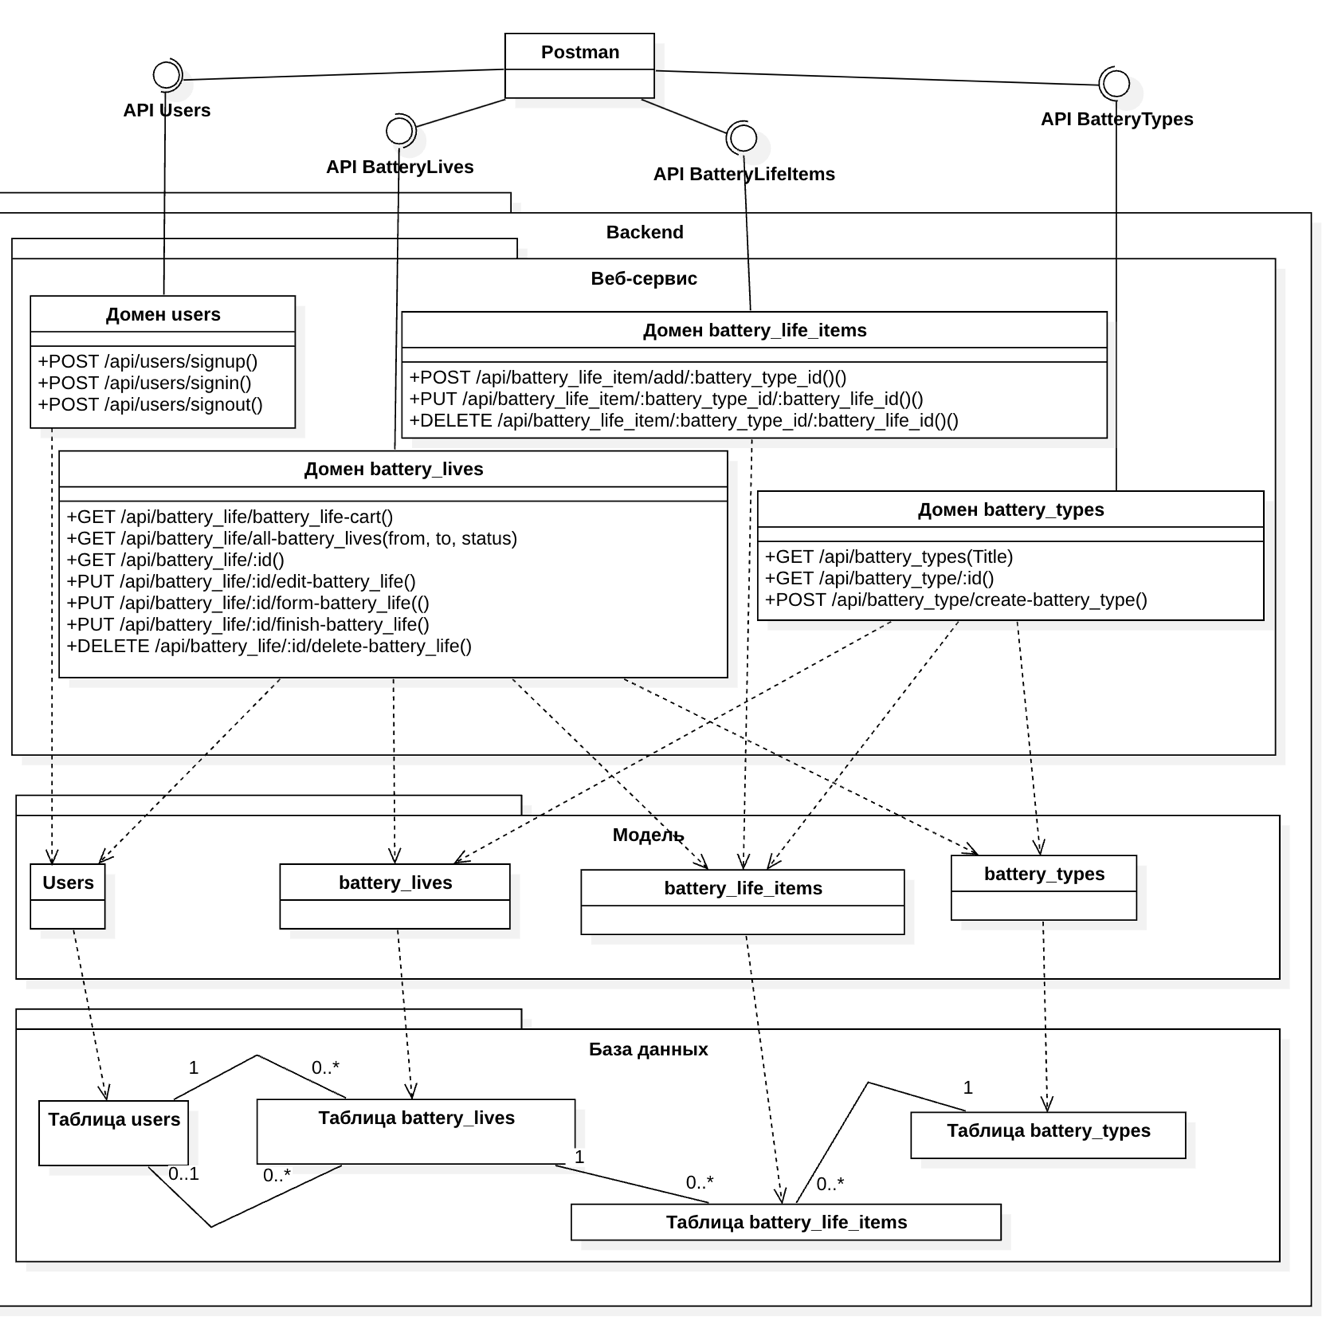 Postman
API Users
API BatteryLives
API BatteryLifeItems
API BatteryTypes
Backend
Веб-сервис
Домен users
+POST /api/users/signup()
+POST /api/users/signin()
+POST /api/users/signout()
Домен battery_life_items
+POST /api/battery_life_item/add/:battery_type_id()()
+PUT /api/battery_life_item/:battery_type_id/:battery_life_id()()
+DELETE /api/battery_life_item/:battery_type_id/:battery_life_id()()
Домен battery_lives
+GET /api/battery_life/battery_life-cart()
+GET /api/battery_life/all-battery_lives(from, to, status)
+GET /api/battery_life/:id()
+PUT /api/battery_life/:id/edit-battery_life()
+PUT /api/battery_life/:id/form-battery_life(()
+PUT /api/battery_life/:id/finish-battery_life()
+DELETE /api/battery_life/:id/delete-battery_life()
Домен battery_types
+GET /api/battery_types(Title)
+GET /api/battery_type/:id()
+POST /api/battery_type/create-battery_type()
Модель
Users
battery_lives
battery_life_items
battery_types
База данных
1
0..*
1
Таблица users
Таблица battery_lives
Таблица battery_types
0..1
0..*
1
0..*
0..*
Таблица battery_life_items